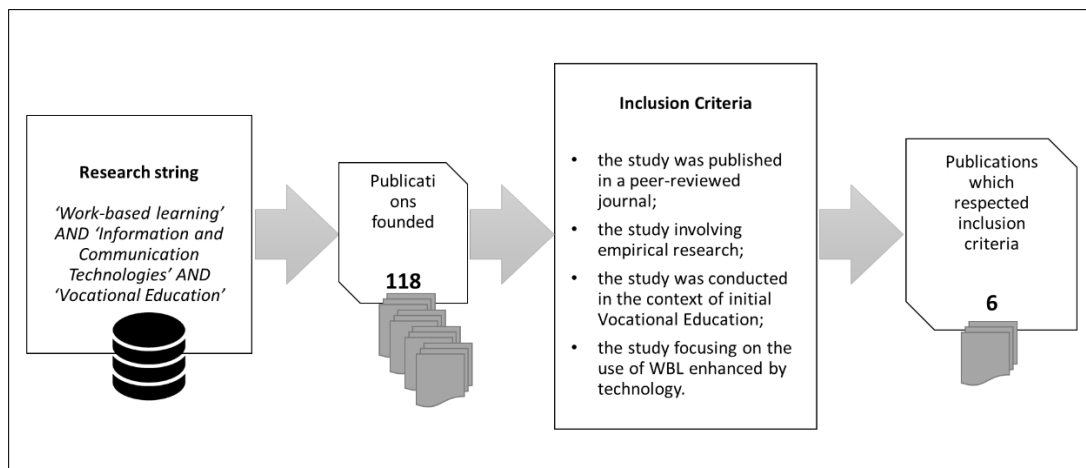 Research string
‘Work-based learning’
AND ‘Information and
Communication
Technologies’ AND
‘Vocational Education’
Publicati
ons
founded
118
Inclusion Criteria
• the study was published
in a peer-reviewed
journal;
• the study involving
empirical research;
• the study was conducted
in the context of initial
Vocational Education;
• the study focusing on the
use of WBL enhanced by
technology.
Publications
which
respected
inclusion
criteria
6